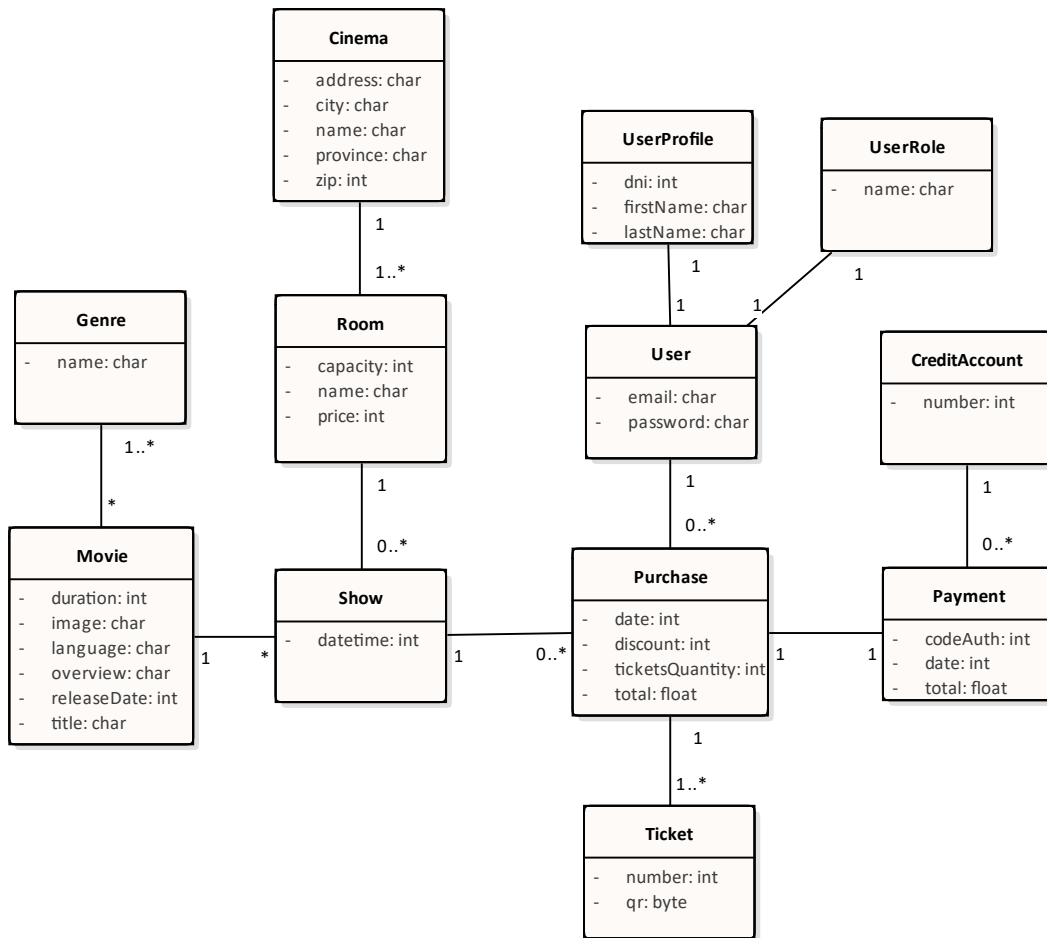 Cinema
- address: char
- city: char
- name: char
- province: char
- zip: int
1
1..*
UserProfile
- dni: int
- firstName: char
- lastName: char
1
1
UserRole
- name: char
1
1
Genre
- name: char
1..*
*
Room
- capacity: int
- name: char
- price: int
1
0..*
User
- email: char
- password: char
1
0..*
CreditAccount
- number: int
1
0..*
Movie
- duration: int
- image: char
- language: char
- overview: char
- releaseDate: int
- title: char
1
*
Show
- datetime: int
1
0..*
Purchase
- date: int
- discount: int
- ticketsQuantity: int
- total: float
1
1
Payment
- codeAuth: int
- date: int
- total: float
1
1..*
Ticket
- number: int
- qr: byte